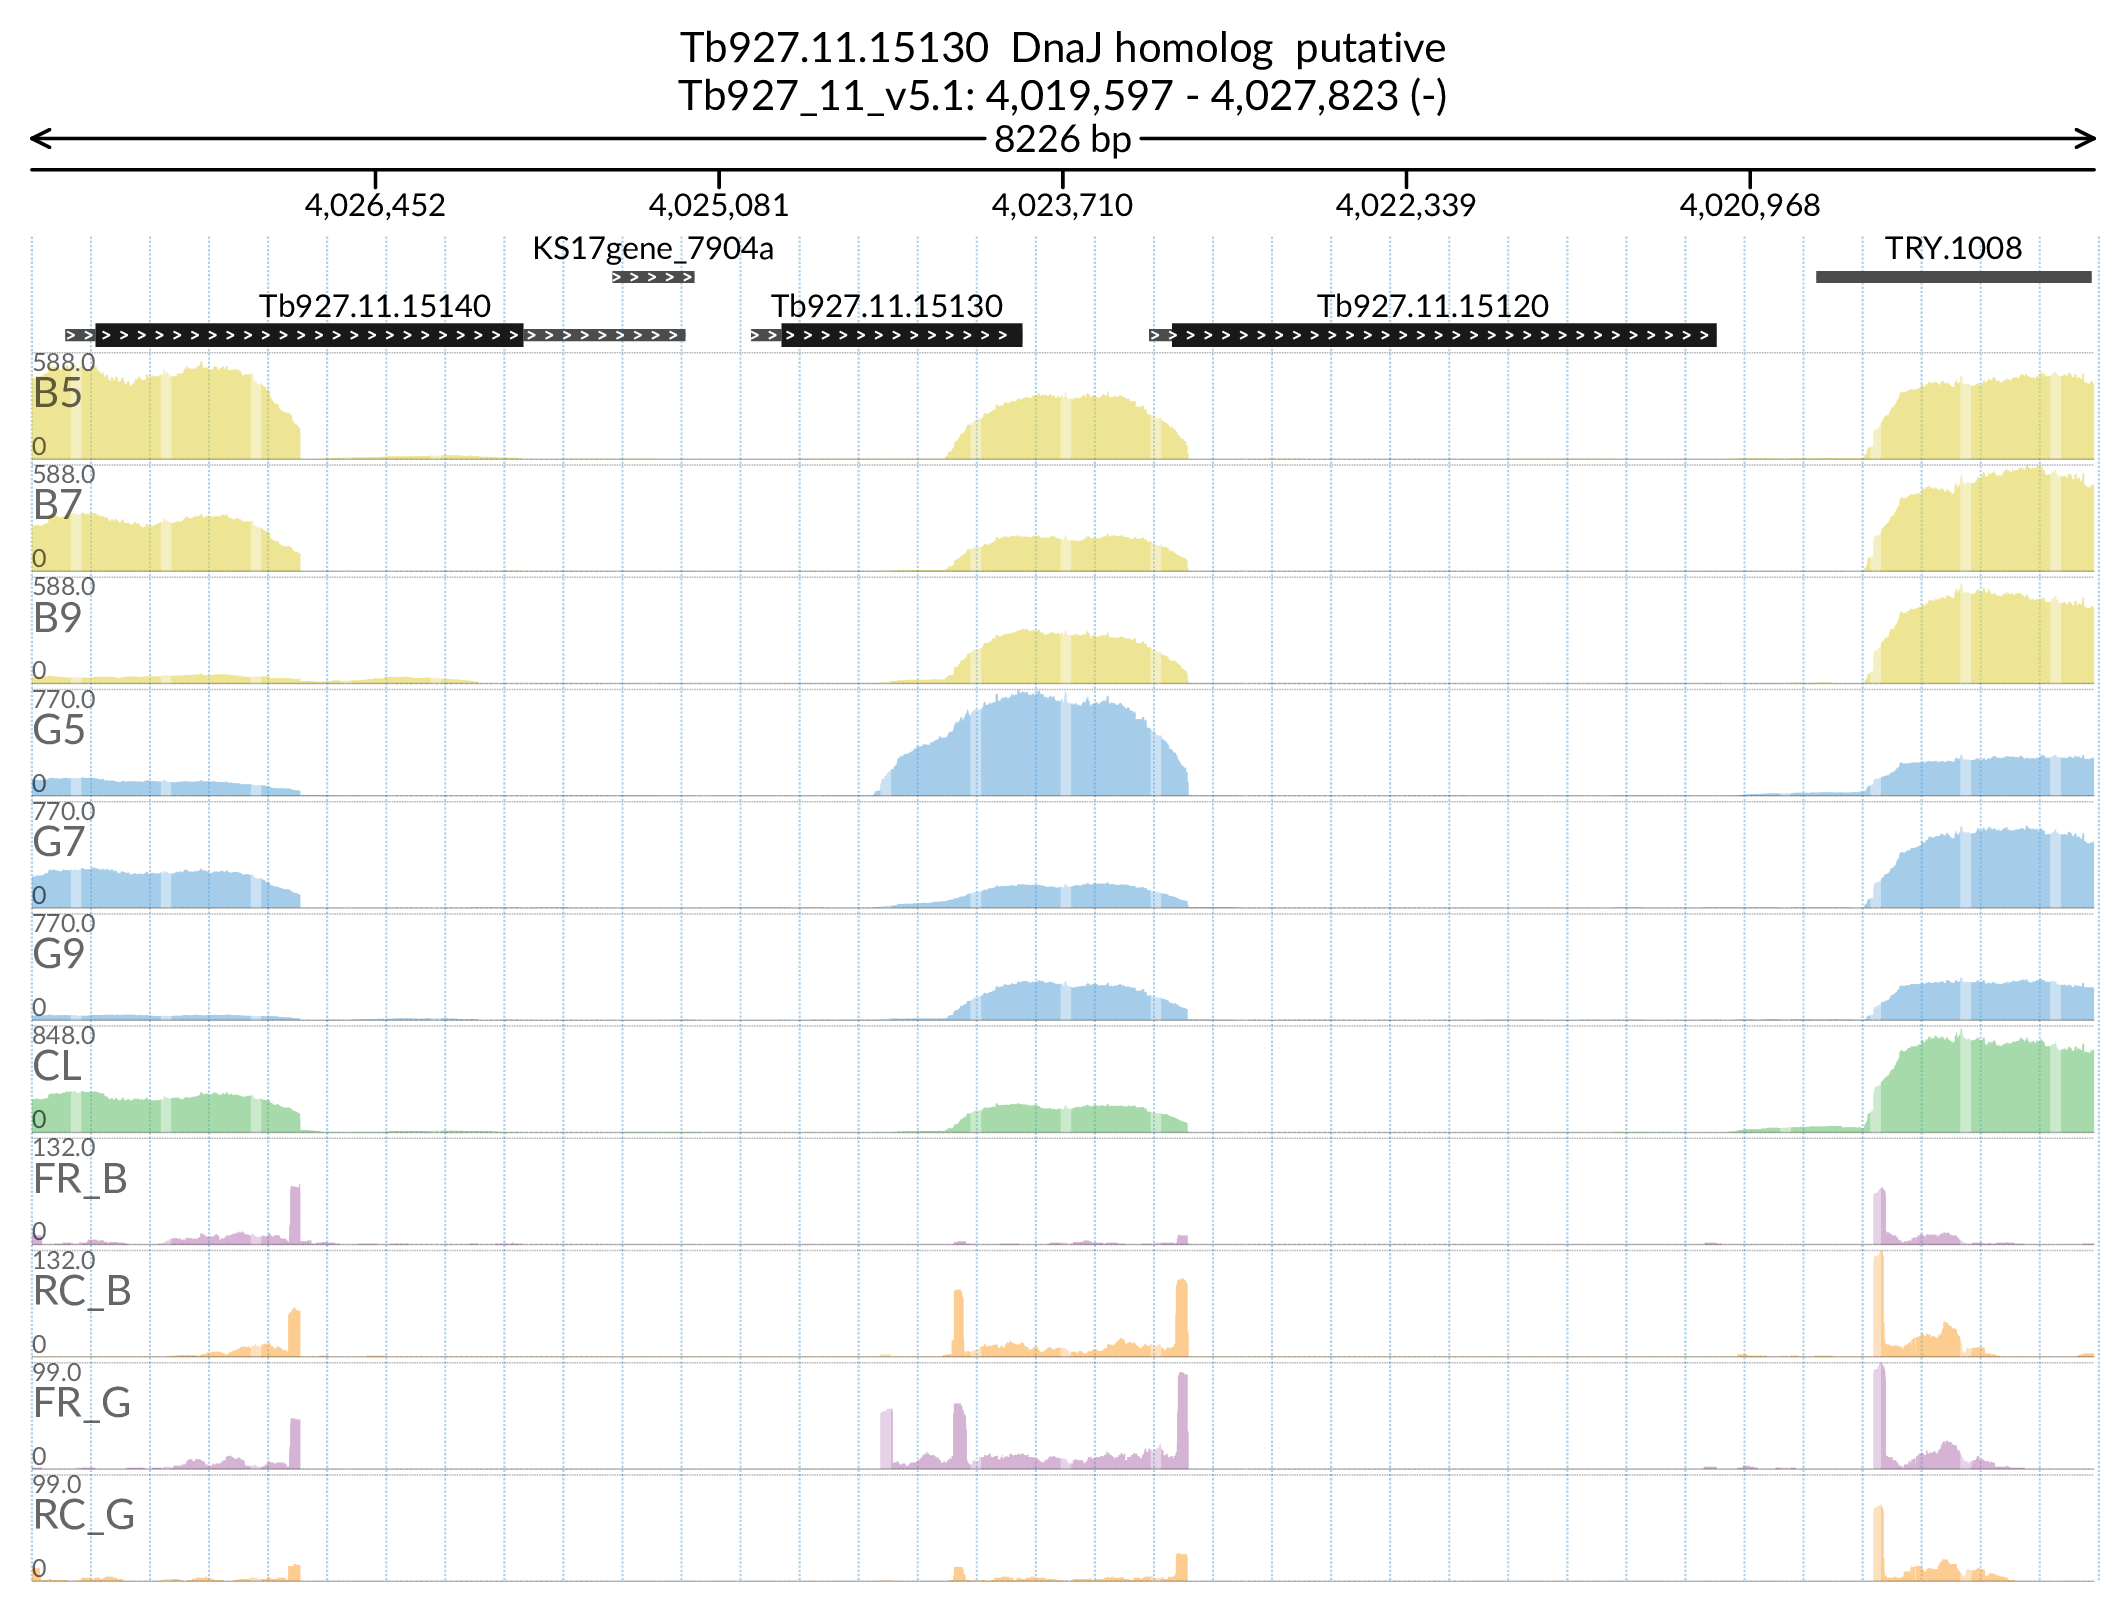 Tb927.11.15130 DnaJ homolog putative
Tb927_11_v5.1: 4,019,597 - 4,027,823 (-)
8226 bp
4,026,452 4,025,081 4,023,710 4,022,339 4,020,968
KS17gene_7904a TRY.1008
Tb927.11.15140 Tb927.11.15130 Tb927.11.15120
588.0
B5
0
588.0
B7
0
588.0
B9
0
770.0
G5
0
770.0
G7
0
770.0
G9
0
848.0
CL
0
132.0
FR_B
0
132.0
RC_B
0
99.0
FR_G
0
99.0
RC_G
0